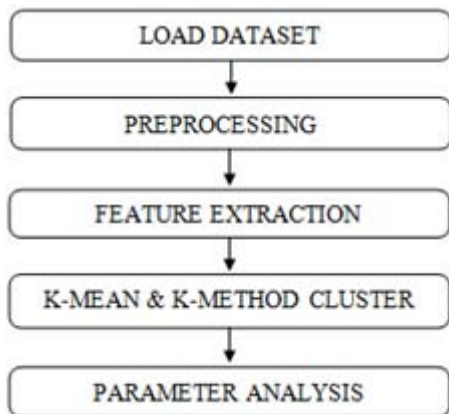 LOAD DATASET
PREPROCESSING
FEATURE EXTRACTION
K-MEAN & K-METHOD CLUSTER
PARAMETER ANALYSIS